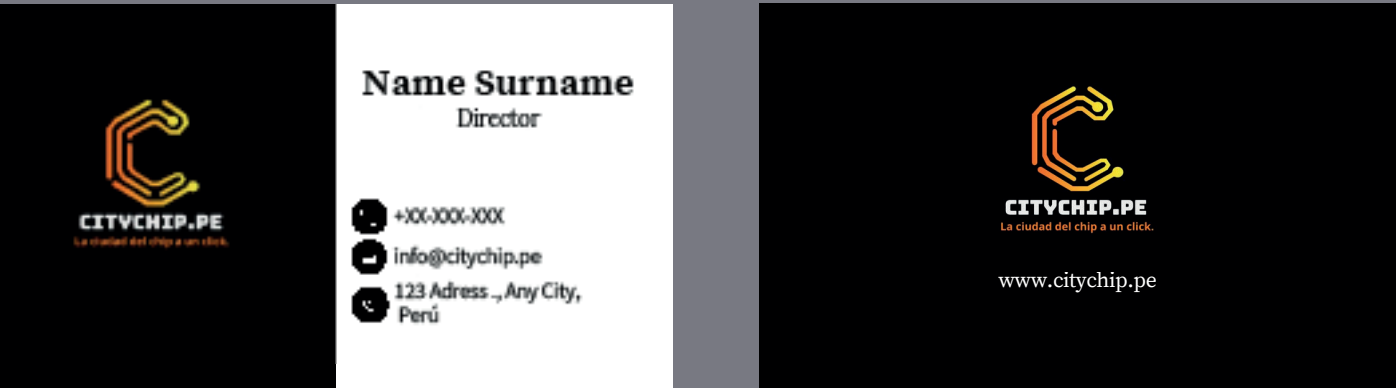 CITYCHIP.PE
La ciudad del chip a un click.
Name Surname
Director
+XX-XXX-XXX
info@citychip.pe
123 Adress ., Any City,
Perú
CITYCHIP.PE
La ciudad del chip a un click.
www.citychip.pe